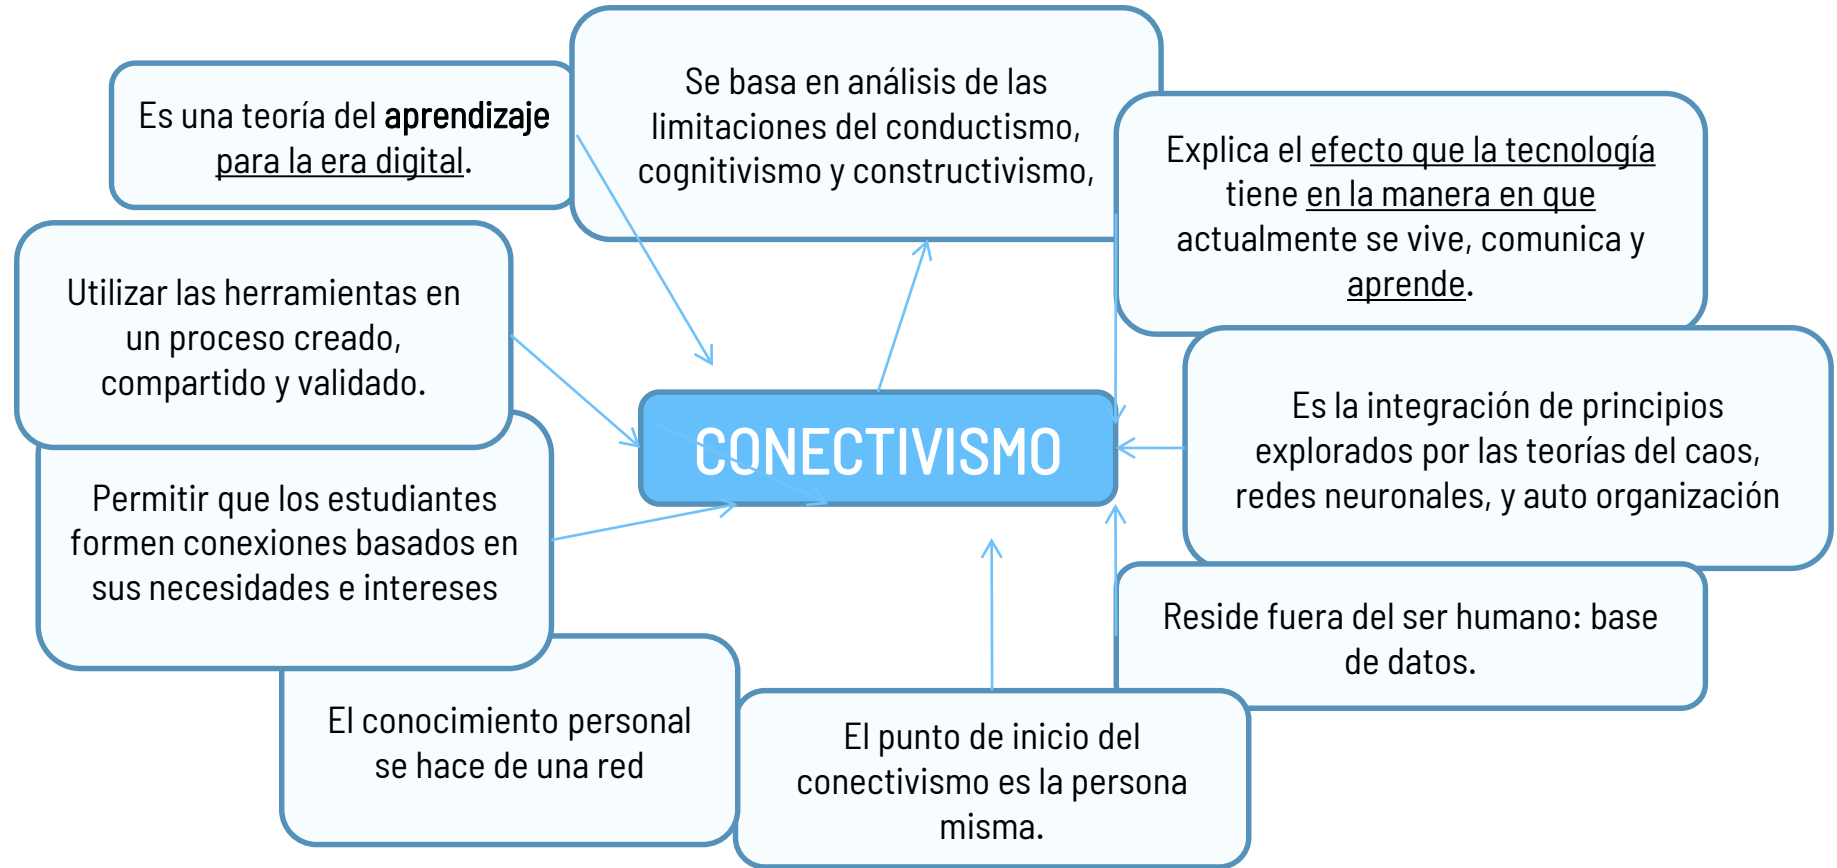 Es una teoría del aprendizaje
para la era digital.
Se basa en análisis de las
limitaciones del conductismo,
cognitivismo y constructivismo,
Explica el efecto que la tecnología
tiene en la manera en que
actualmente se vive, comunica y
aprende.
Utilizar las herramientas en
un proceso creado,
compartido y validado.
CONECTIVISMO
Es la integración de principios
explorados por las teorías del caos,
redes neuronales, y auto organización
Permitir que los estudiantes
formen conexiones basados en
sus necesidades e intereses
Reside fuera del ser humano: base
de datos.
El conocimiento personal
se hace de una red
El punto de inicio del
conectivismo es la persona
misma.